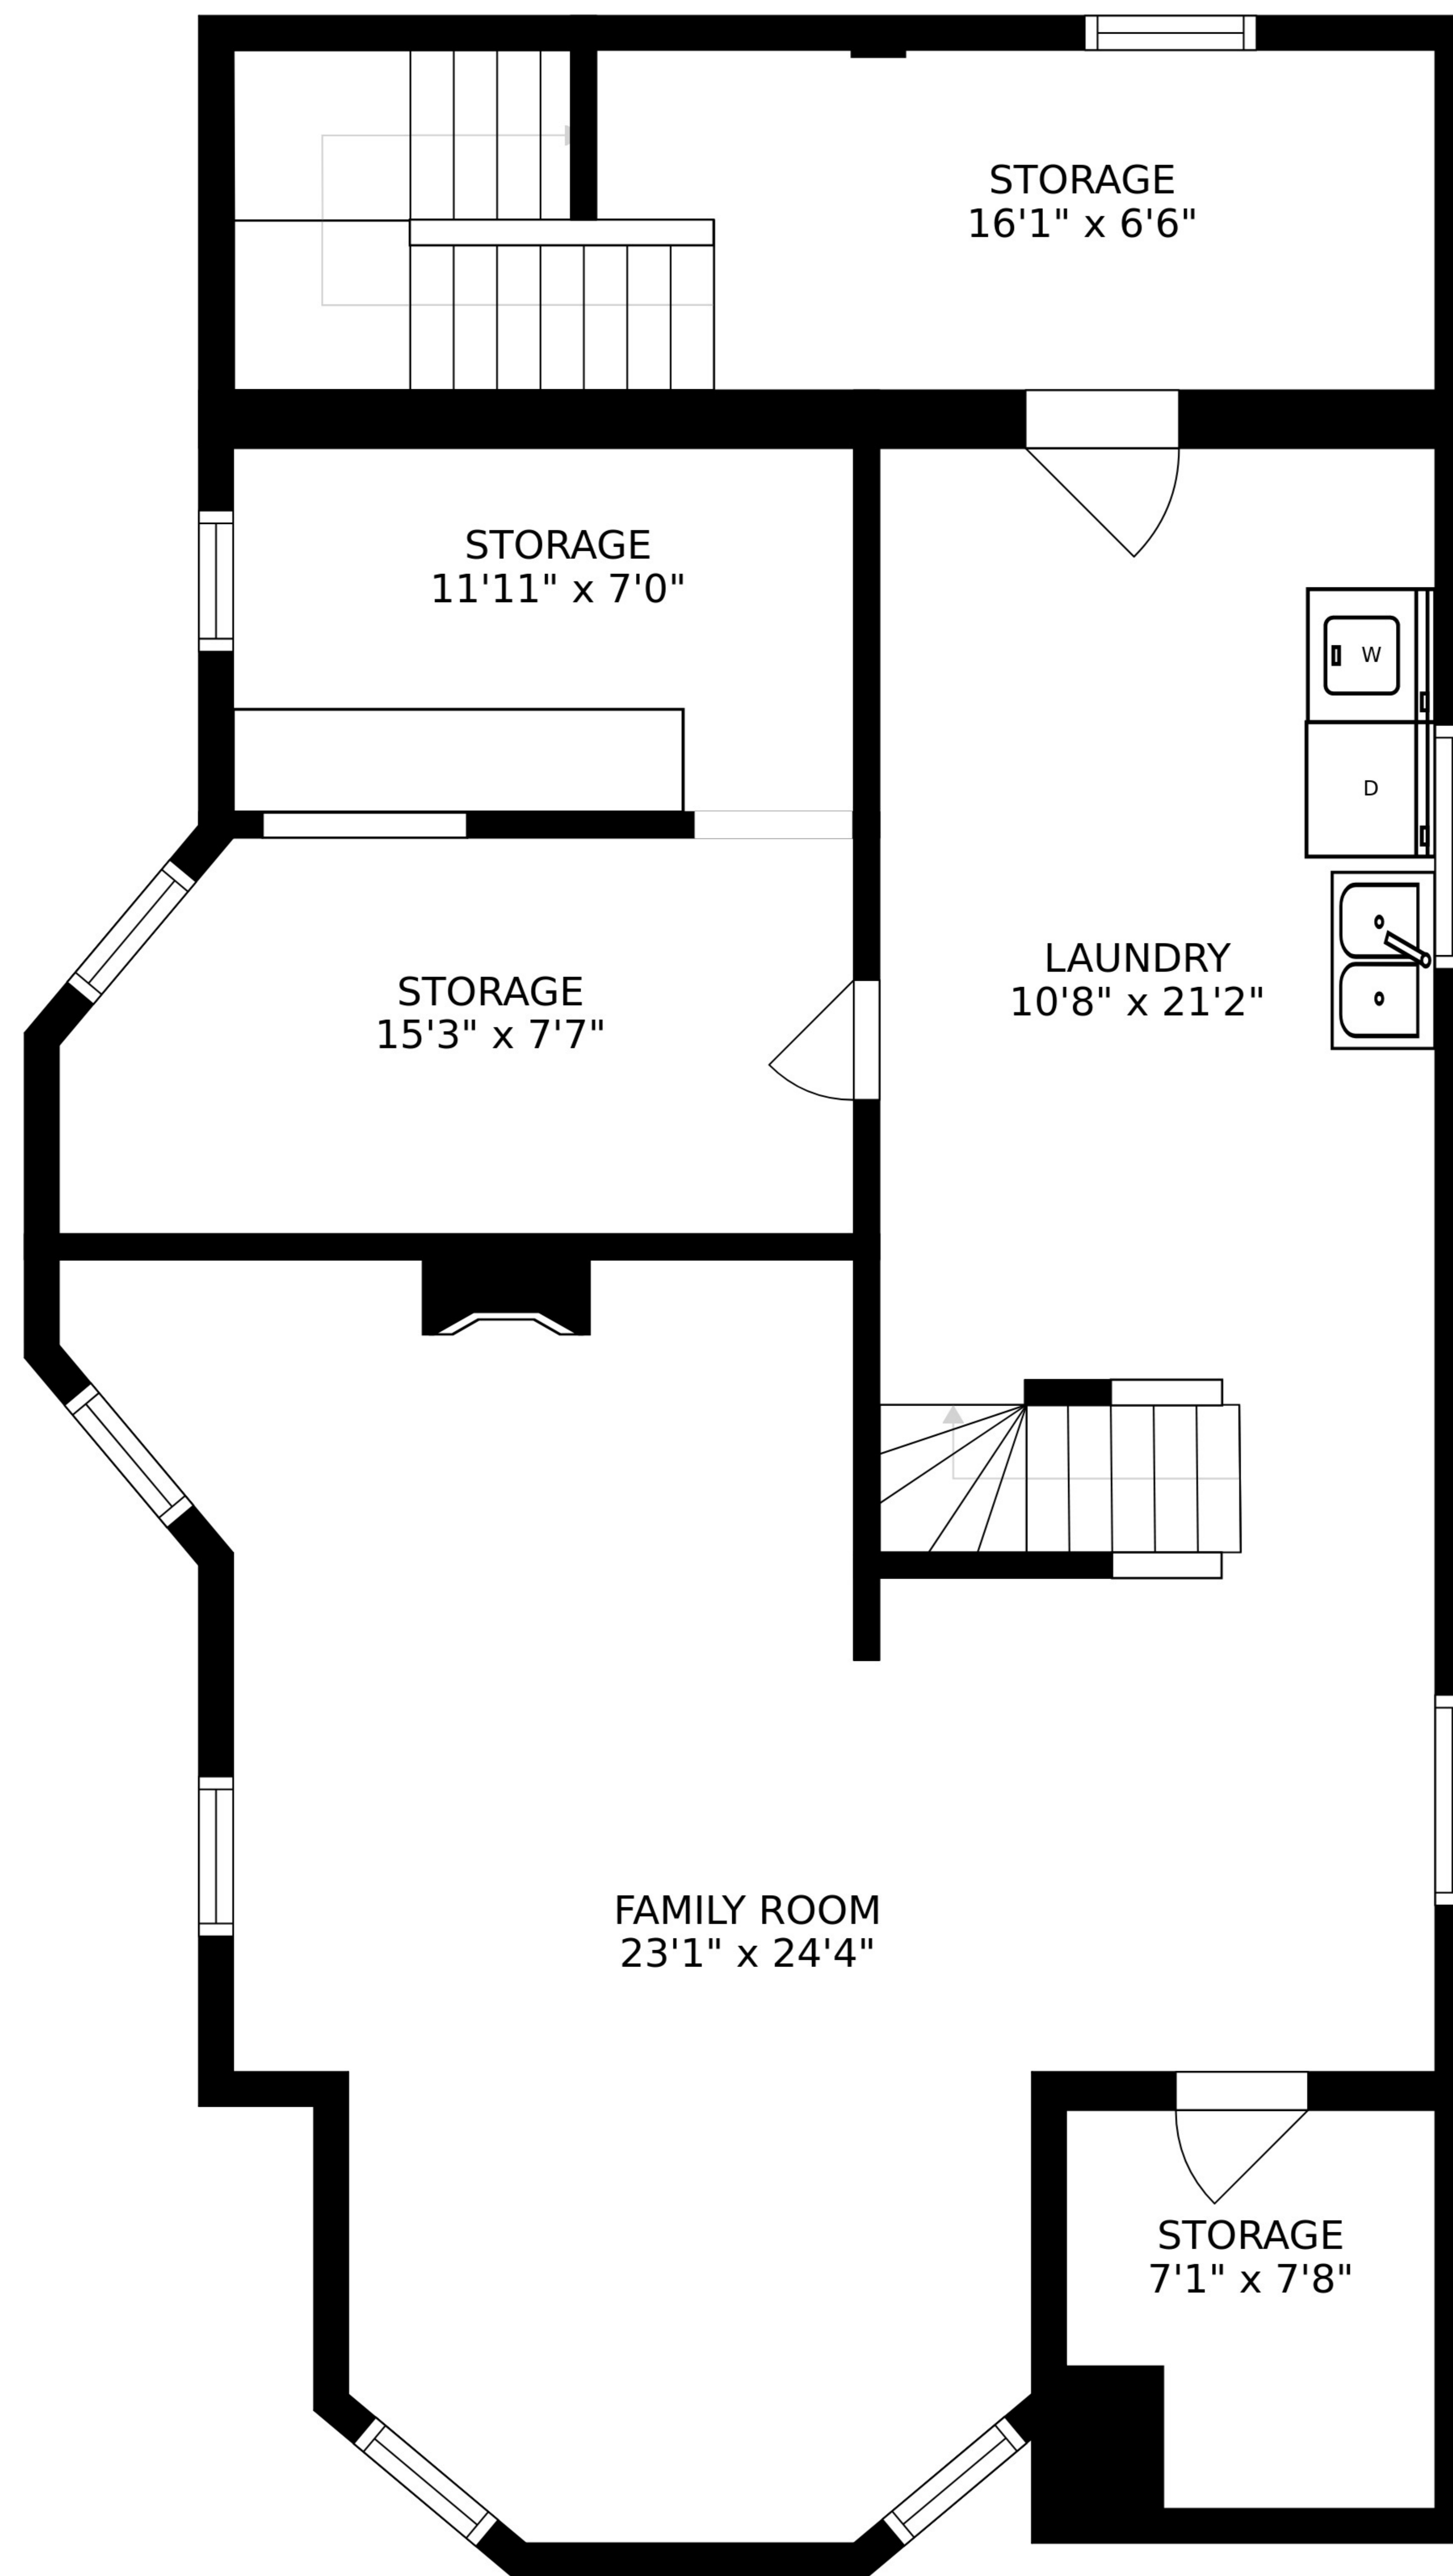 STORAGE
16'1" x 6'6"
STORAGE
11'11" x 7'0"
W
D
STORAGE
15'3" x 7'7"
LAUNDRY
10'8" x 21'2"
FAMILY ROOM
23'1" x 24'4"
STORAGE
7'1" x 7'8"